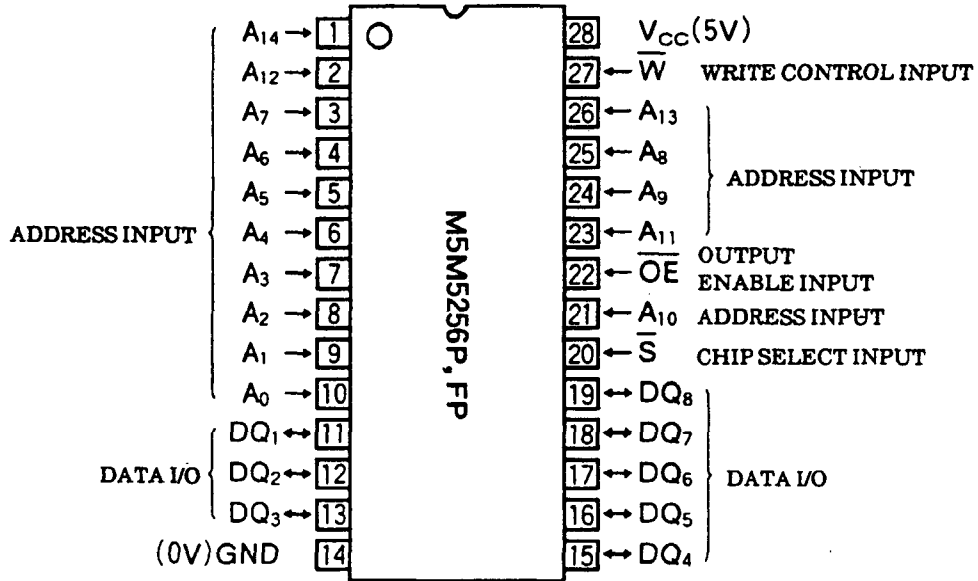 A₁₄ → 1
A₁₂ → 2
A₇ → 3
A₆ → 4
A₅ → 5
A₄ → 6
A₃ → 7
A₂ → 8
A₁ → 9
A₀ → 10
ADDRESS INPUT
DQ₁ ↔ 11
DQ₂ ↔ 12
DQ₃ ↔ 13
DATA I/O
(0V) GND 14
M5M5256P, FP
28 V_CC(5V)
27 ← W̅ WRITE CONTROL INPUT
26 ← A₁₃
25 ← A₈
24 ← A₉
23 ← A₁₁
ADDRESS INPUT
22 ← O̅E̅ OUTPUT
ENABLE INPUT
21 ← A₁₀ ADDRESS INPUT
20 ← S̅ CHIP SELECT INPUT
19 ↔ DQ₈
18 ↔ DQ₇
17 ↔ DQ₆
16 ↔ DQ₅
15 ↔ DQ₄
DATA I/O